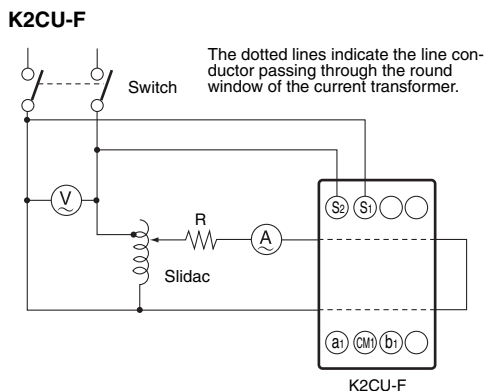 K2CU-F
The dotted lines indicate the line con-
ductor passing through the round
window of the current transformer.
Switch
V
S2 S1
R
A
Slidac
a1 CM1 b1
K2CU-F